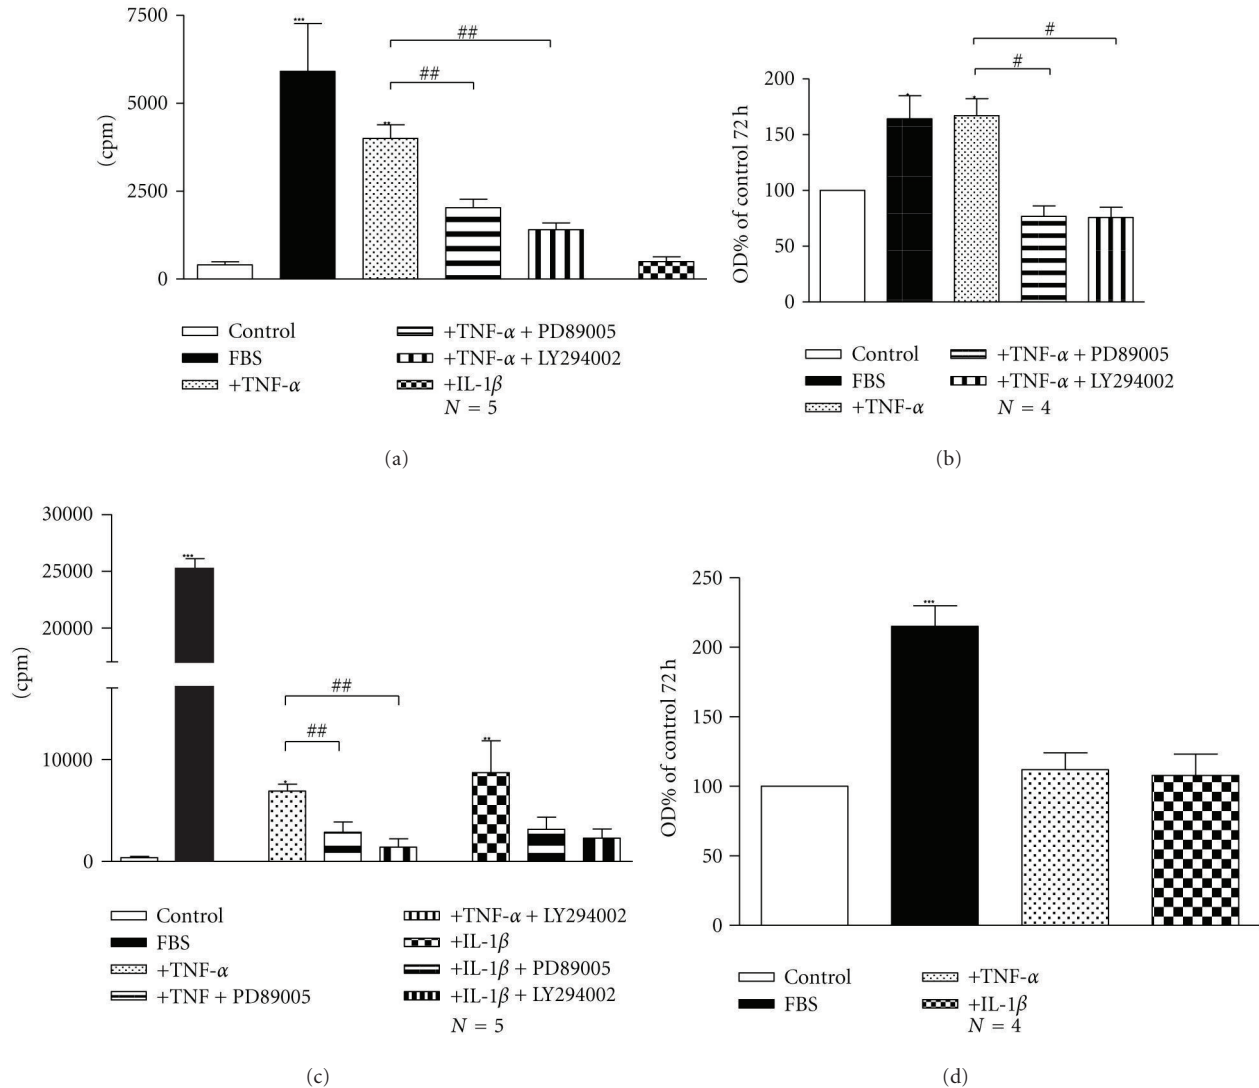 7500
5000
2500
0
(cpm)
***
**
##
##
Control
FBS
+TNF-α
+TNF-α + PD89005
+TNF-α + LY294002
+IL-1β
N = 5
(a)
200
150
100
50
0
OD% of control 72 h
*
*
#
#
Control
FBS
+TNF-α
+TNF-α + PD89005
+TNF-α + LY294002
N = 4
(b)
30000
25000
20000
10000
0
(cpm)
***
*
##
##
**
Control
FBS
+TNF-α
+TNF + PD89005
+TNF-α + LY294002
+IL-1β
+IL-1β + PD89005
+IL-1β + LY294002
N = 5
(c)
250
200
150
100
50
0
OD% of control 72 h
***
Control
FBS
+TNF-α
+IL-1β
N = 4
(d)